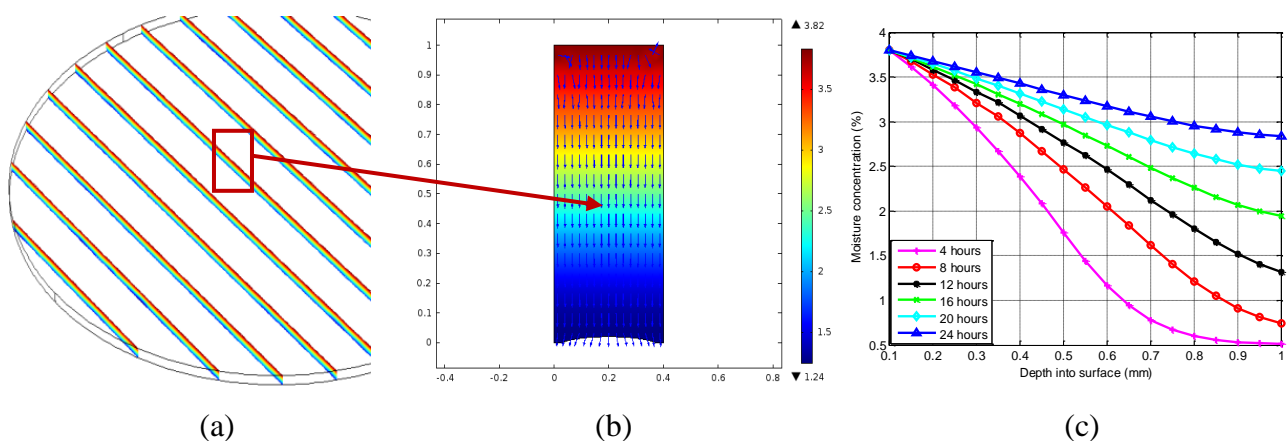 ▲ 3.82
1
0.9
0.8
0.7
0.6
0.5
0.4
0.3
0.2
0.1
0
-0.4 -0.2 0 0.2 0.4 0.6 0.8
3.5
3
2.5
2
1.5
▼ 1.24
Moisture concentration (%)
4
3.5
3
2.5
2
1.5
1
0.5
4 hours
8 hours
12 hours
16 hours
20 hours
24 hours
0.1 0.2 0.3 0.4 0.5 0.6 0.7 0.8 0.9 1
Depth into surface (mm)
(a) (b) (c)